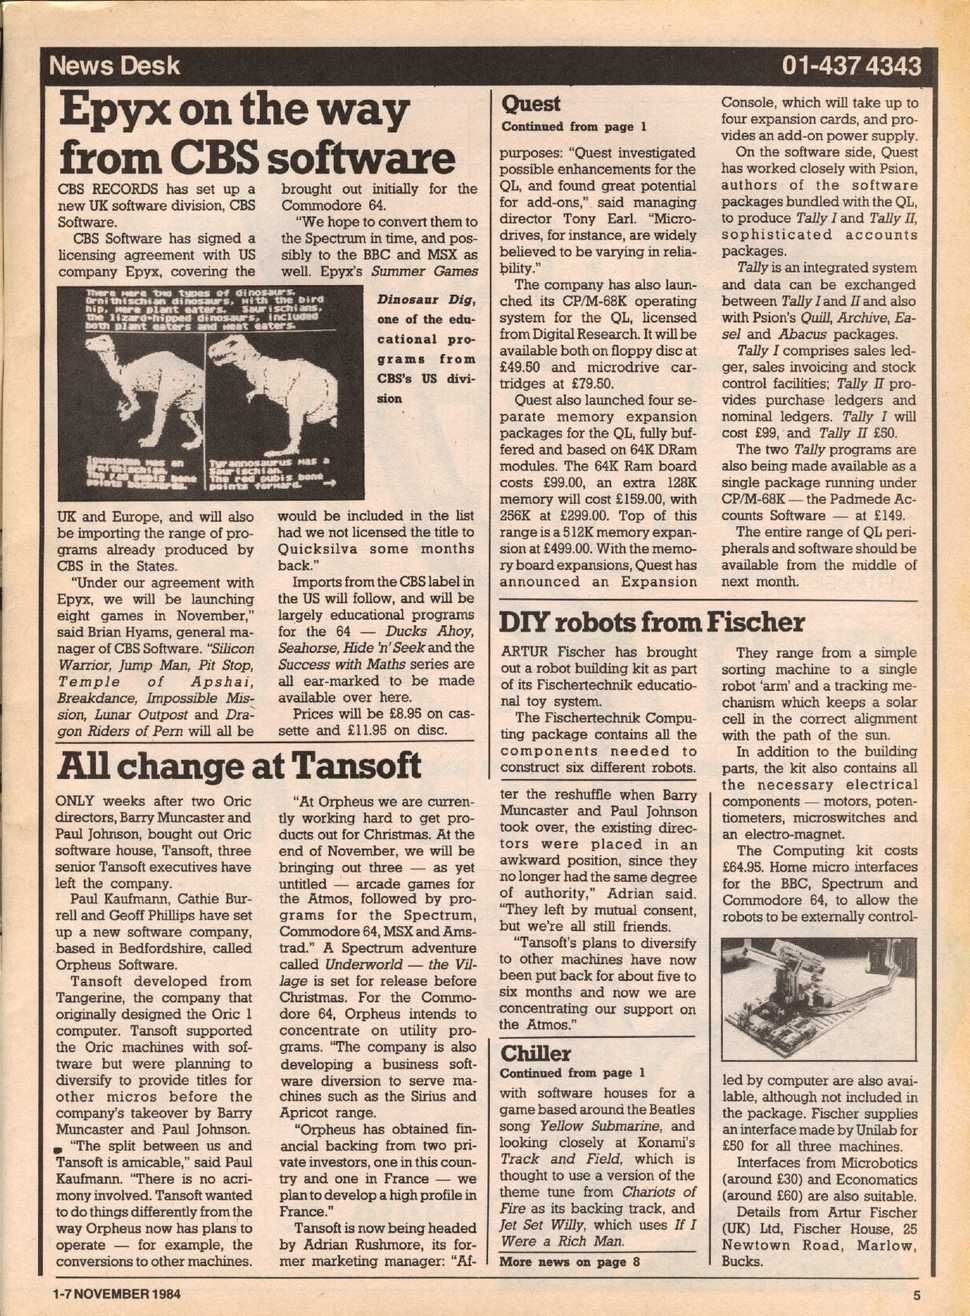 News Desk
01-437 4343
Epyx on the way
from CBS software
CBS RECORDS has set up a
new UK software division, CBS
Software.
CBS Software has signed a
licensing agreement with US
company Epyx, covering the
brought out initially for the
Commodore 64.
"We hope to convert them to
the Spectrum in time, and pos-
sibly to the BBC and MSX as
well. Epyx's Summer Games
There were two types of dinosaurs.
Ornithischian dinosaurs, with the bird
hip, were plant eaters. Saurischians,
the lizard-hipped dinosaurs, included
both plant eaters and meat eaters.
Iguanodon was an
Ornithischian.
The red pubis bone
points backwards.
Tyrannosaurus was a
Saurischian.
The red pubis bone
points forward.
Dinosaur Dig,
one of the edu-
cational pro-
grams from
CBS's US divi-
sion
UK and Europe, and will also
be importing the range of pro-
grams already produced by
CBS in the States.
"Under our agreement with
Epyx, we will be launching
eight games in November,"
said Brian Hyams, general ma-
nager of CBS Software. "Silicon
Warrior, Jump Man, Pit Stop,
Temple of Apshai,
Breakdance, Impossible Mis-
sion, Lunar Outpost and Dra-
gon Riders of Pern will all be
would be included in the list
had we not licensed the title to
Quicksilva some months
back."
Imports from the CBS label in
the US will follow, and will be
largely educational programs
for the 64 — Ducks Ahoy,
Seahorse, Hide 'n' Seek and the
Success with Maths series are
all ear-marked to be made
available over here.
Prices will be £8.95 on cas-
sette and £11.95 on disc.
All change at Tansoft
ONLY weeks after two Oric
directors, Barry Muncaster and
Paul Johnson, bought out Oric
software house, Tansoft, three
senior Tansoft executives have
left the company.
Paul Kaufmann, Cathie Bur-
rell and Geoff Phillips have set
up a new software company,
based in Bedfordshire, called
Orpheus Software.
Tansoft developed from
Tangerine, the company that
originally designed the Oric 1
computer. Tansoft supported
the Oric machines with sof-
tware but were planning to
diversify to provide titles for
other micros before the
company's takeover by Barry
Muncaster and Paul Johnson.
"The split between us and
Tansoft is amicable," said Paul
Kaufmann. "There is no acri-
mony involved. Tansoft wanted
to do things differently from the
way Orpheus now has plans to
operate — for example, the
conversions to other machines.
"At Orpheus we are curren-
tly working hard to get pro-
ducts out for Christmas. At the
end of November, we will be
bringing out three — as yet
untitled — arcade games for
the Atmos, followed by pro-
grams for the Spectrum,
Commodore 64, MSX and Ams-
trad." A Spectrum adventure
called Underworld — the Vil-
lage is set for release before
Christmas. For the Commo-
dore 64, Orpheus intends to
concentrate on utility pro-
grams. "The company is also
developing a business soft-
ware diversion to serve ma-
chines such as the Sirius and
Apricot range.
"Orpheus has obtained fin-
ancial backing from two pri-
vate investors, one in this coun-
try and one in France — we
plan to develop a high profile in
France."
Tansoft is now being headed
by Adrian Rushmore, its for-
mer marketing manager: "Af-
ter the reshuffle when Barry
Muncaster and Paul Johnson
took over, the existing direc-
tors were placed in an
awkward position, since they
no longer had the same degree
of authority," Adrian said.
"They left by mutual consent,
but we're all still friends.
"Tansoft's plans to diversify
to other machines have now
been put back for about five to
six months and now we are
concentrating our support on
the Atmos."
Quest
Continued from page 1
purposes: "Quest investigated
possible enhancements for the
QL, and found great potential
for add-ons," said managing
director Tony Earl. "Micro-
drives, for instance, are widely
believed to be varying in relia-
bility."
The company has also laun-
ched its CP/M-68K operating
system for the QL, licensed
from Digital Research. It will be
available both on floppy disc at
£49.50 and microdrive car-
tridges at £79.50.
Quest also launched four se-
parate memory expansion
packages for the QL, fully buf-
fered and based on 64K DRam
modules. The 64K Ram board
costs £99.00, an extra 128K
memory will cost £159.00, with
256K at £299.00. Top of this
range is a 512K memory expan-
sion at £499.00. With the memo-
ry board expansions, Quest has
announced an Expansion
Console, which will take up to
four expansion cards, and pro-
vides an add-on power supply.
On the software side, Quest
has worked closely with Psion,
authors of the software
packages bundled with the QL,
to produce Tally I and Tally II,
sophisticated accounts
packages.
Tally is an integrated system
and data can be exchanged
between Tally I and II and also
with Psion's Quill, Archive, Ea-
sel and Abacus packages.
Tally I comprises sales led-
ger, sales invoicing and stock
control facilities; Tally II pro-
vides purchase ledgers and
nominal ledgers. Tally I will
cost £99, and Tally II £50.
The two Tally programs are
also being made available as a
single package running under
CP/M-68K — the Padmede Ac-
counts Software — at £149.
The entire range of QL peri-
pherals and software should be
available from the middle of
next month.
DIY robots from Fischer
ARTUR Fischer has brought
out a robot building kit as part
of its Fischertechnik educatio-
nal toy system.
The Fischertechnik Compu-
ting package contains all the
components needed to
construct six different robots.
They range from a simple
sorting machine to a single
robot 'arm' and a tracking me-
chanism which keeps a solar
cell in the correct alignment
with the path of the sun.
In addition to the building
parts, the kit also contains all
the necessary electrical
components — motors, poten-
tiometers, microswitches and
an electro-magnet.
The Computing kit costs
£64.95. Home micro interfaces
for the BBC, Spectrum and
Commodore 64, to allow the
robots to be externally control-
led by computer are also avai-
lable, although not included in
the package. Fischer supplies
an interface made by Unilab for
£50 for all three machines.
Interfaces from Microbotics
(around £30) and Economatics
(around £60) are also suitable.
Details from Artur Fischer
(UK) Ltd, Fischer House, 25
Newtown Road, Marlow,
Bucks.
Chiller
Continued from page 1
with software houses for a
game based around the Beatles
song Yellow Submarine, and
looking closely at Konami's
Track and Field, which is
thought to use a version of the
theme tune from Chariots of
Fire as its backing track, and
Jet Set Willy, which uses If I
Were a Rich Man.
More news on page 8
1-7 NOVEMBER 1984
5